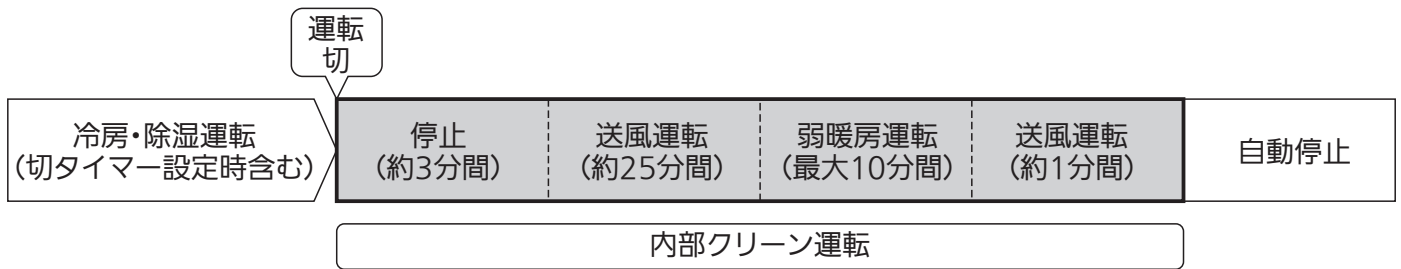 運転
切
冷房・除湿運転
(切タイマー設定時含む)
停止
(約3分間)
送風運転
(約25分間)
弱暖房運転
(最大10分間)
送風運転
(約1分間)
自動停止
内部クリーン運転